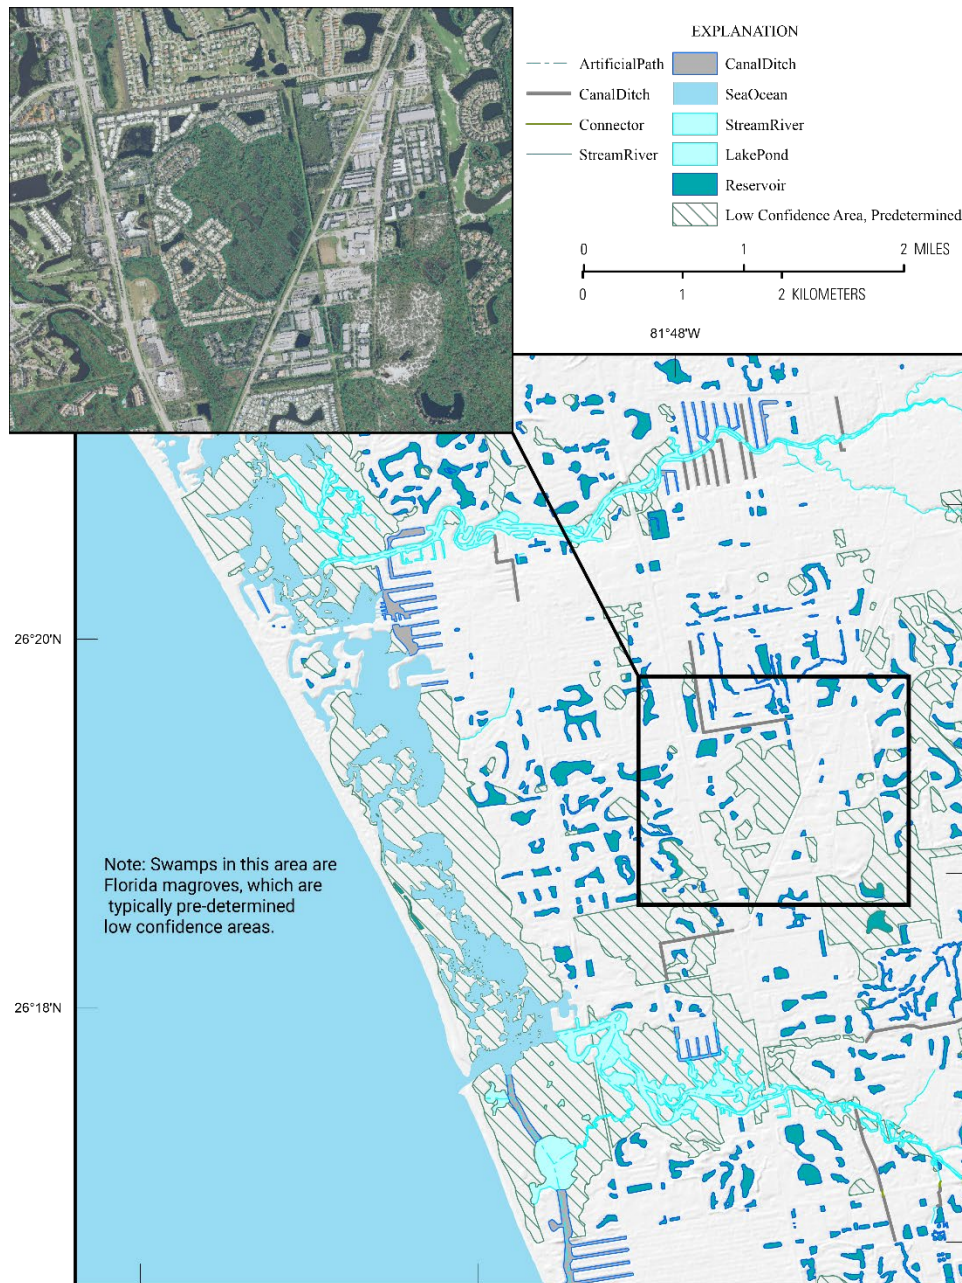 EXPLANATION
ArtificialPath
CanalDitch
Connector
StreamRiver
CanalDitch
SeaOcean
StreamRiver
LakePond
Reservoir
Low Confidence Area, Predetermined
0 1 2 MILES
0 1 2 KILOMETERS
81°48'W
26°20'N
Note: Swamps in this area are
Florida magroves, which are
typically pre-determined
low confidence areas.
26°18'N